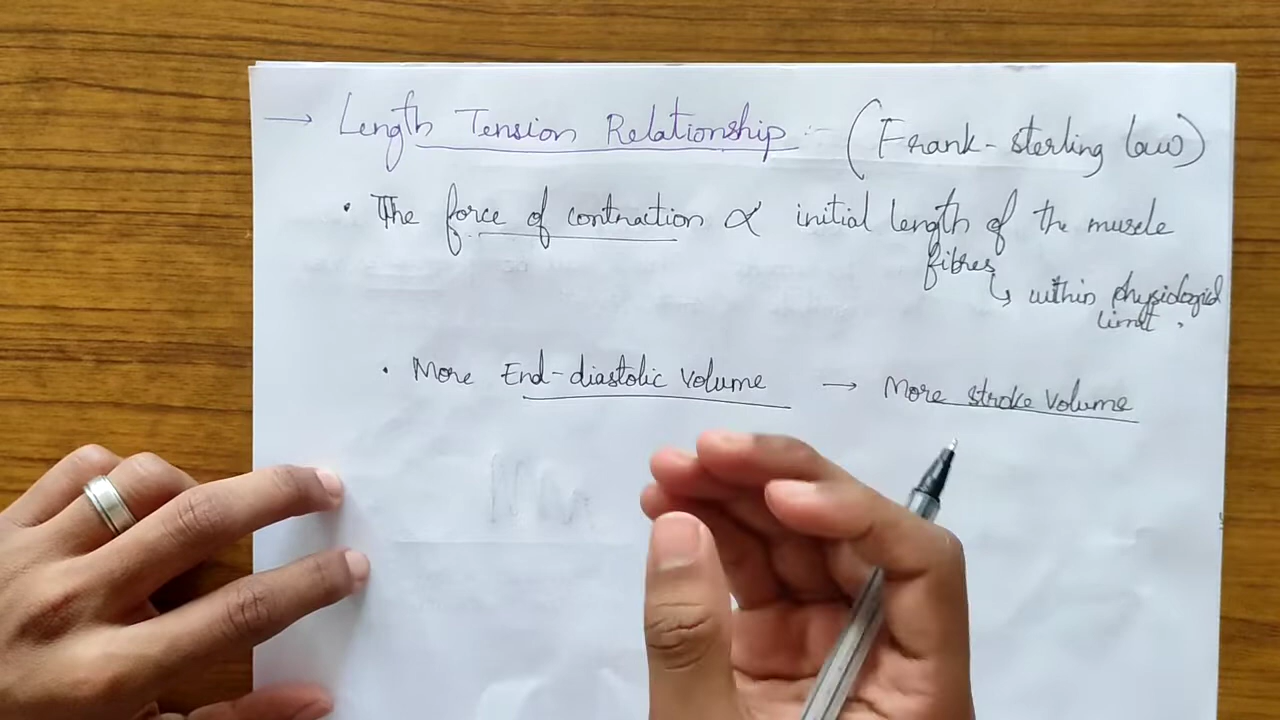 → Length Tension Relationship :- (Frank-sterling law)
• The force of contraction ∝ initial length of the muscle
fibres
↳ within physiological
limit.
• More End-diastolic Volume → More stroke Volume